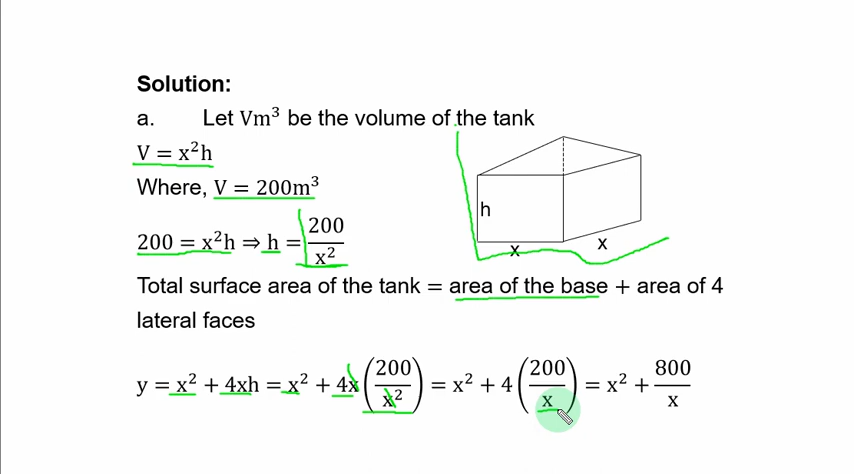 Solution:
a. Let Vm³ be the volume of the tank
V = x²h
Where, V = 200m³
200 = x²h ⇒ h = 200/x²
h
x
x
Total surface area of the tank = area of the base + area of 4
lateral faces
y = x² + 4xh = x² + 4x(200/x²) = x² + 4(200/x) = x² + 800/x